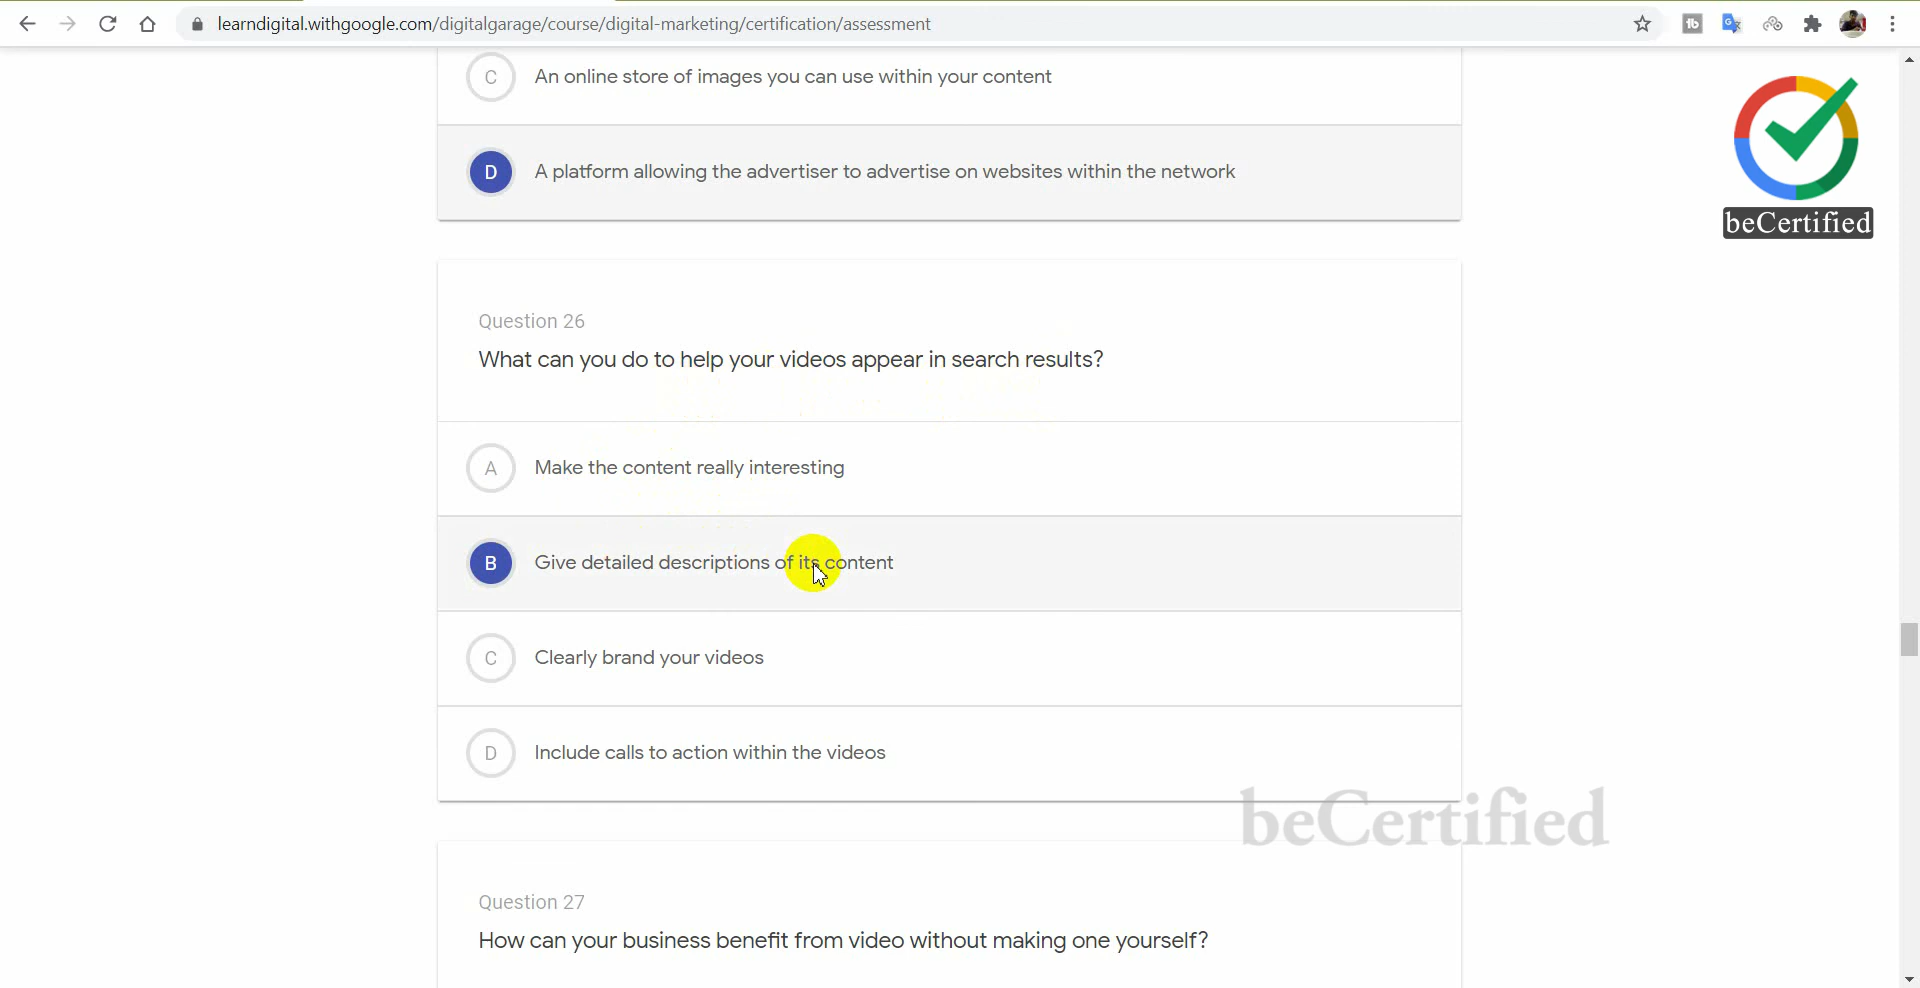 learndigital.withgoogle.com/digitalgarage/course/digital-marketing/certification/assessment
C An online store of images you can use within your content
D A platform allowing the advertiser to advertise on websites within the network
beCertified
Question 26
What can you do to help your videos appear in search results?
A Make the content really interesting
B Give detailed descriptions of its content
C Clearly brand your videos
D Include calls to action within the videos
beCertified
Question 27
How can your business benefit from video without making one yourself?